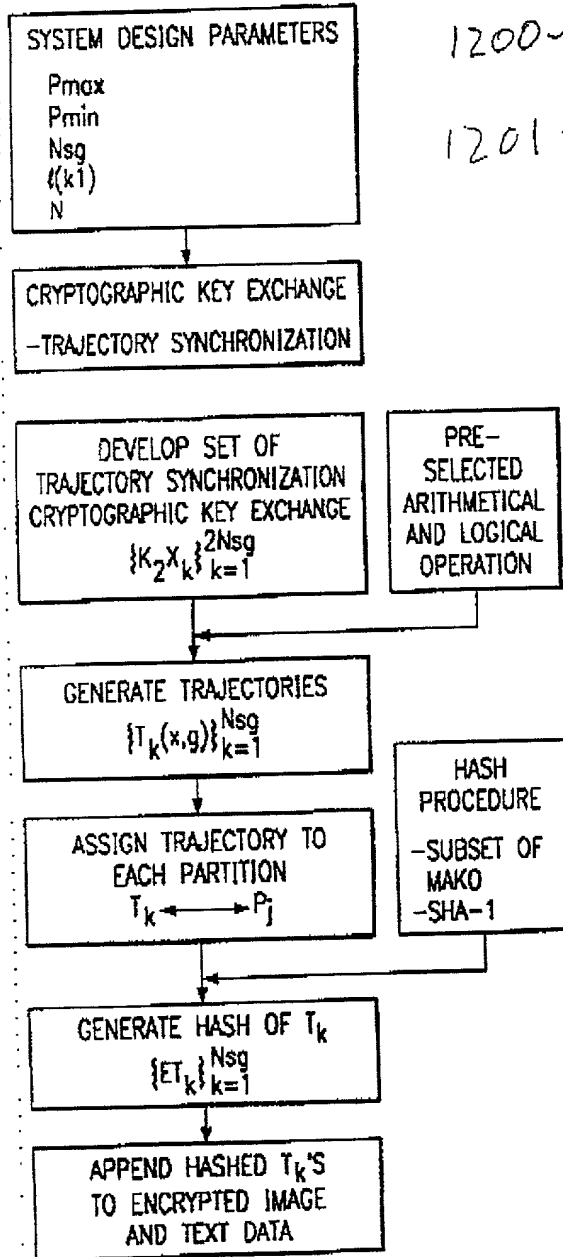 SYSTEM DESIGN PARAMETERS
Pmax
Pmin
Nsg
ℓ(k1)
N
1200~
1201
CRYPTOGRAPHIC KEY EXCHANGE
-TRAJECTORY SYNCHRONIZATION
DEVELOP SET OF
TRAJECTORY SYNCHRONIZATION
CRYPTOGRAPHIC KEY EXCHANGE
{K₂Xₖ}2Nsg k=1
PRE-
SELECTED
ARITHMETICAL
AND LOGICAL
OPERATION
GENERATE TRAJECTORIES
{Tₖ(x,g)}Nsg k=1
ASSIGN TRAJECTORY TO
EACH PARTITION
Tₖ ⟷ Pⱼ
HASH
PROCEDURE
-SUBSET OF
MAKO
-SHA-1
GENERATE HASH OF Tₖ
{ETₖ}Nsg k=1
APPEND HASHED Tₖ'S
TO ENCRYPTED IMAGE
AND TEXT DATA